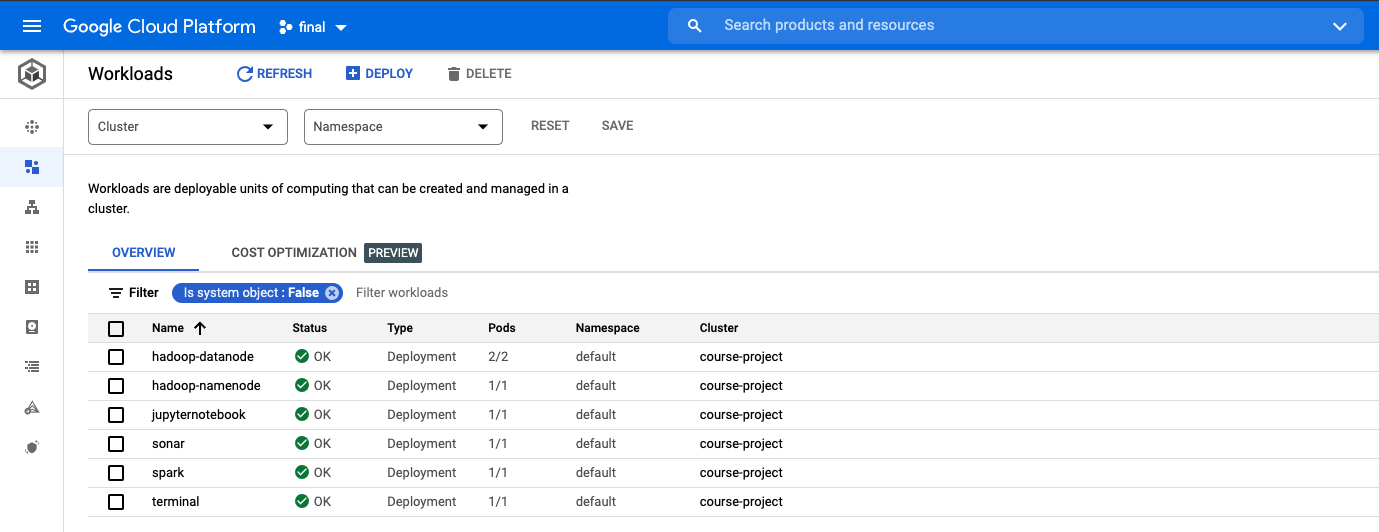 Google Cloud Platform final Search products and resources
Workloads REFRESH DEPLOY DELETE
Cluster Namespace RESET SAVE
Workloads are deployable units of computing that can be created and managed in a
cluster.
OVERVIEW COST OPTIMIZATION PREVIEW
Filter Is system object : False Filter workloads
Name Status Type Pods Namespace Cluster
hadoop-datanode OK Deployment 2/2 default course-project
hadoop-namenode OK Deployment 1/1 default course-project
jupyternotebook OK Deployment 1/1 default course-project
sonar OK Deployment 1/1 default course-project
spark OK Deployment 1/1 default course-project
terminal OK Deployment 1/1 default course-project